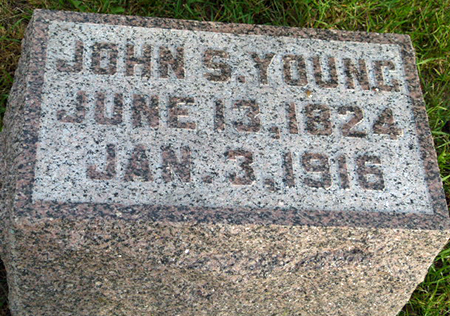 JOHN S. YOUNG
JUNE 13, 1824
JAN. 3, 1916